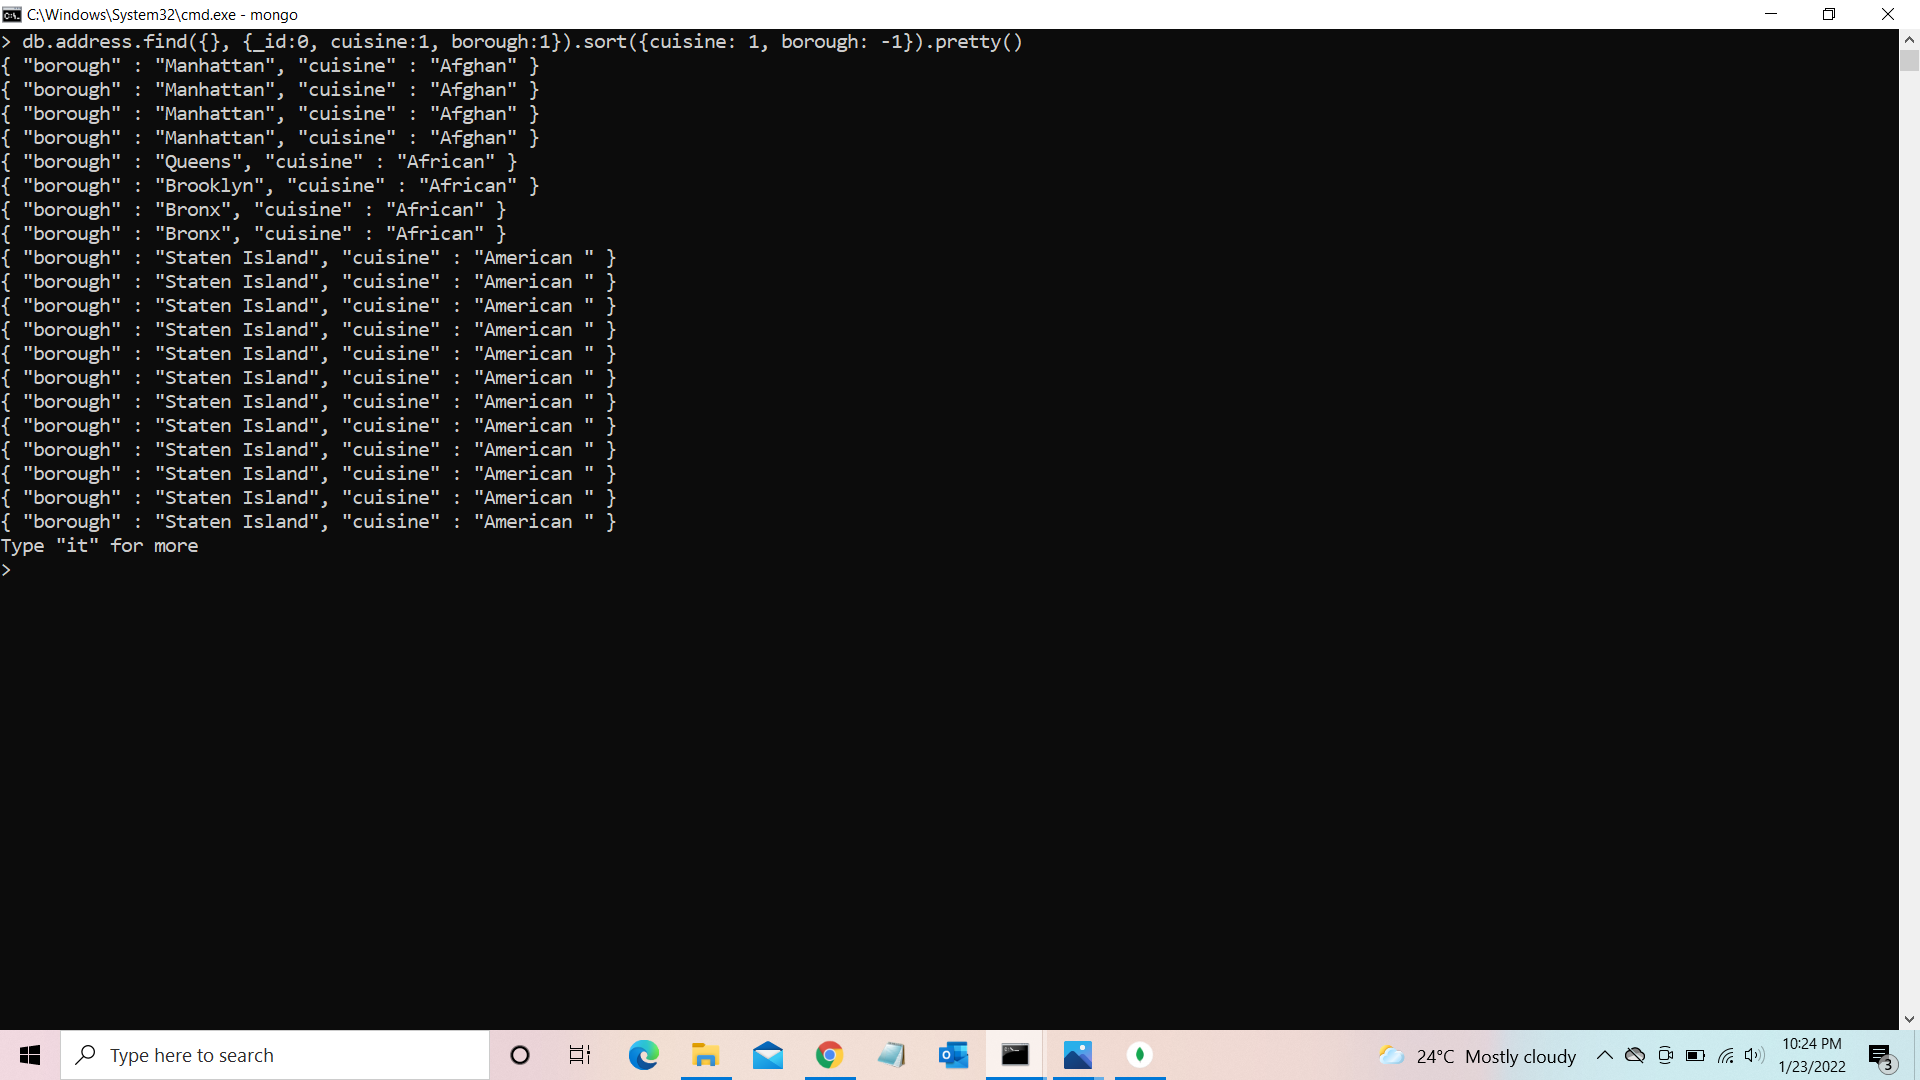 C:\Windows\System32\cmd.exe - mongo
> db.address.find({}, {_id:0, cuisine:1, borough:1}).sort({cuisine: 1, borough: -1}).pretty()
{ "borough" : "Manhattan", "cuisine" : "Afghan" }
{ "borough" : "Manhattan", "cuisine" : "Afghan" }
{ "borough" : "Manhattan", "cuisine" : "Afghan" }
{ "borough" : "Manhattan", "cuisine" : "Afghan" }
{ "borough" : "Queens", "cuisine" : "African" }
{ "borough" : "Brooklyn", "cuisine" : "African" }
{ "borough" : "Bronx", "cuisine" : "African" }
{ "borough" : "Bronx", "cuisine" : "African" }
{ "borough" : "Staten Island", "cuisine" : "American " }
{ "borough" : "Staten Island", "cuisine" : "American " }
{ "borough" : "Staten Island", "cuisine" : "American " }
{ "borough" : "Staten Island", "cuisine" : "American " }
{ "borough" : "Staten Island", "cuisine" : "American " }
{ "borough" : "Staten Island", "cuisine" : "American " }
{ "borough" : "Staten Island", "cuisine" : "American " }
{ "borough" : "Staten Island", "cuisine" : "American " }
{ "borough" : "Staten Island", "cuisine" : "American " }
{ "borough" : "Staten Island", "cuisine" : "American " }
{ "borough" : "Staten Island", "cuisine" : "American " }
{ "borough" : "Staten Island", "cuisine" : "American " }
Type "it" for more
>
Type here to search
24°C Mostly cloudy
10:24 PM
1/23/2022
3